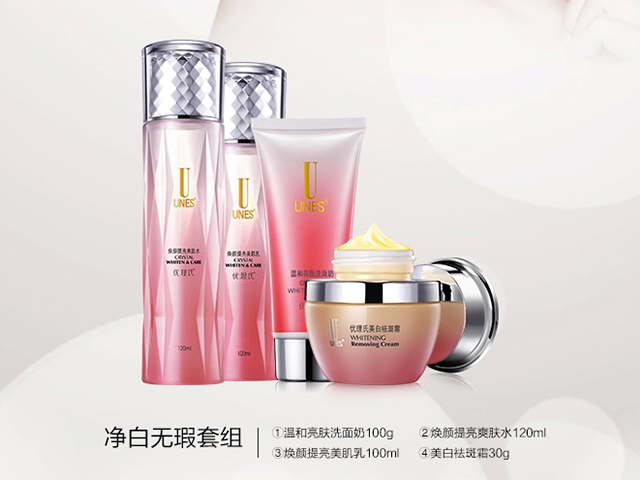 U
UNES
焕颜提亮爽肤水
CRYSTAL
WHITEN & CARE
优理氏
120ml
UNES
焕颜提亮美肌乳
CRYSTAL
WHITEN & CARE
优理氏
100ml
U
UNES
温和亮肤洗面奶
U
UNES
优理氏美白祛斑霜
WHITENING
Removing Cream
净白无瑕套组
①温和亮肤洗面奶100g ②焕颜提亮爽肤水120ml
③焕颜提亮美肌乳100ml ④美白祛斑霜30g